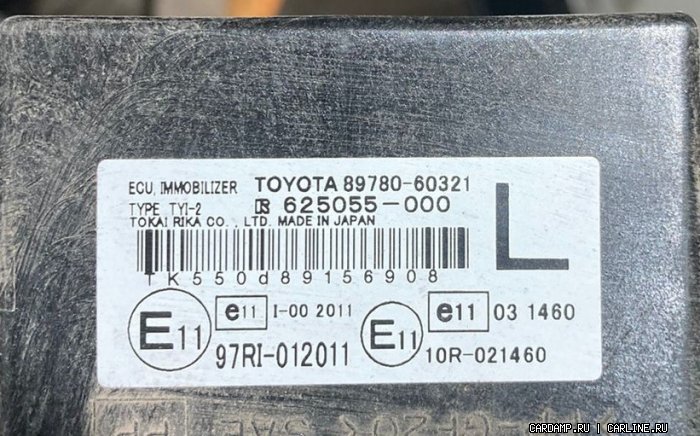 ECU, IMMOBILIZER TOYOTA 89780-60321
TYPE TYI-2 625055-000
TOKAI RIKA CO., LTD. MADE IN JAPAN
L
TK550d89156908
E11 e11 I-00 2011
97RI-012011
E11 e11 03 1460
10R-021460
CARDAMP.RU | CARLINE.RU